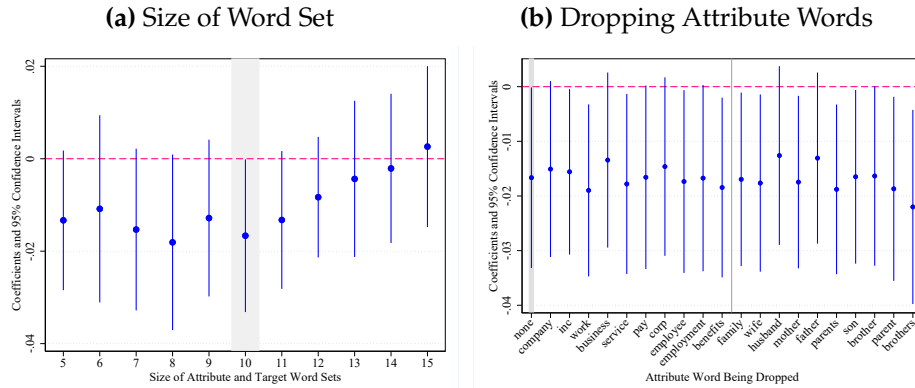 (a) Size of Word Set
Coefficients and 95% Confidence Intervals
.02
0
-.02
-.04
5 6 7 8 9 10 11 12 13 14 15
Size of Attribute and Target Word Sets
(b) Dropping Attribute Words
Coefficients and 95% Confidence Intervals
0
-.01
-.02
-.03
-.04
none company inc work business service pay corp employee employment benefits family wife husband mother father parents son brother parent brothers
Attribute Word Being Dropped